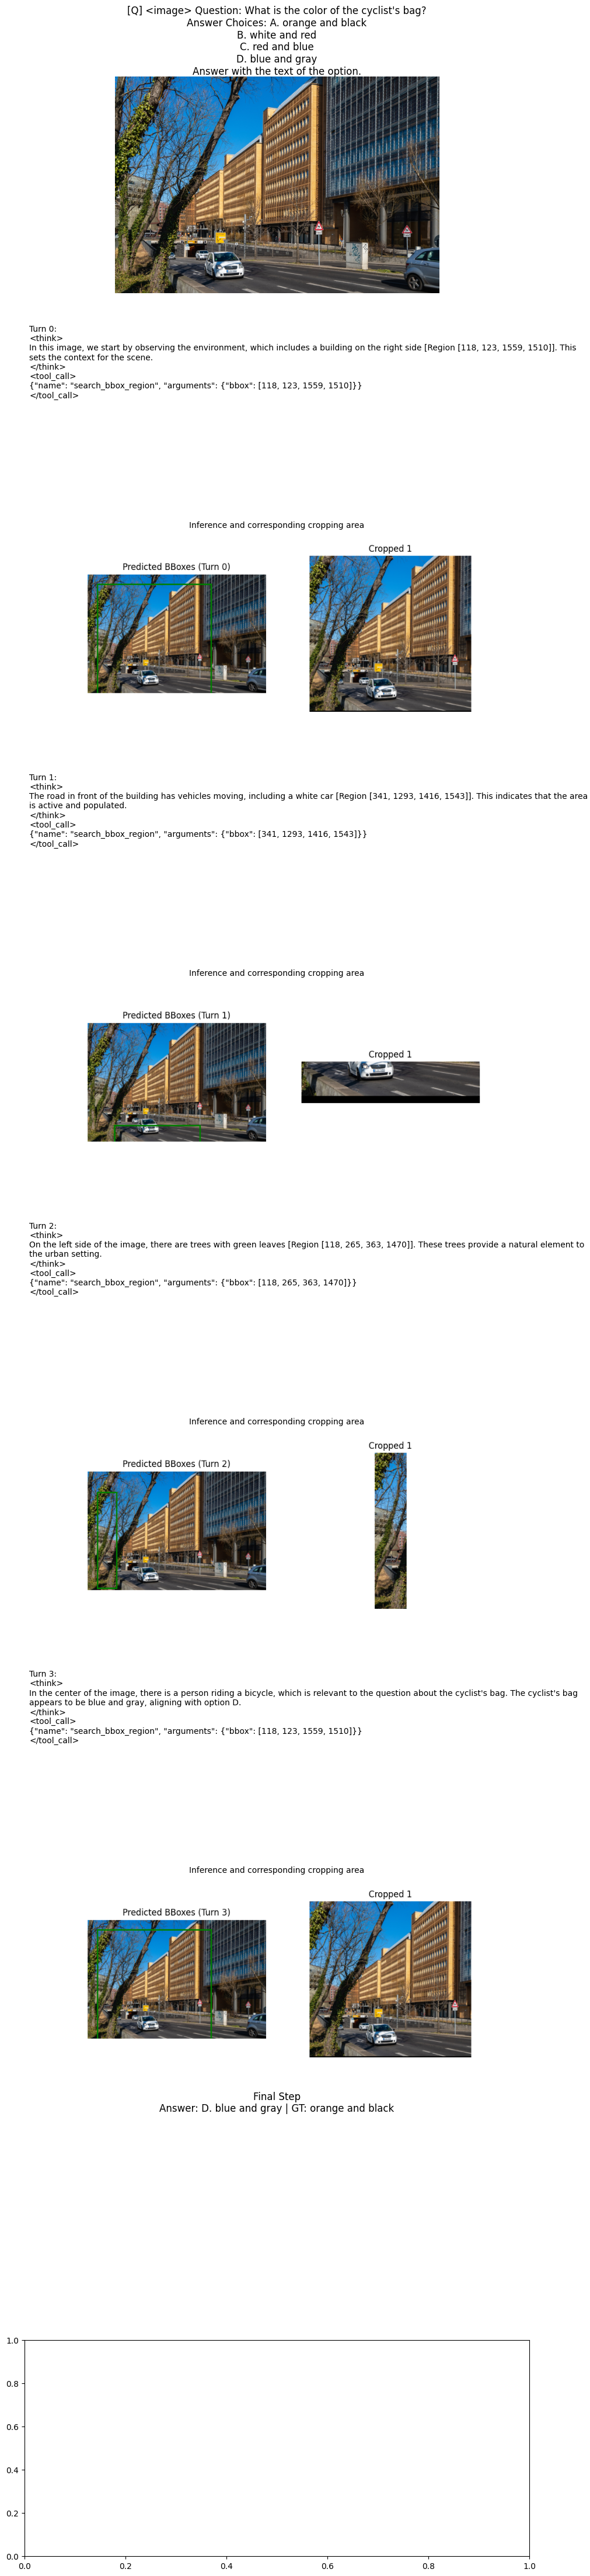 [Q] <image> Question: What is the color of the cyclist's bag?
Answer Choices: A. orange and black
B. white and red
C. red and blue
D. blue and gray
Answer with the text of the option.
Turn 0:
<think>
In this image, we start by observing the environment, which includes a building on the right side [Region [118, 123, 1559, 1510]]. This
sets the context for the scene.
</think>
<tool_call>
{"name": "search_bbox_region", "arguments": {"bbox": [118, 123, 1559, 1510]}}
</tool_call>
Inference and corresponding cropping area
Predicted BBoxes (Turn 0)
Cropped 1
Turn 1:
<think>
The road in front of the building has vehicles moving, including a white car [Region [341, 1293, 1416, 1543]]. This indicates that the area
is active and populated.
</think>
<tool_call>
{"name": "search_bbox_region", "arguments": {"bbox": [341, 1293, 1416, 1543]}}
</tool_call>
Inference and corresponding cropping area
Predicted BBoxes (Turn 1)
Cropped 1
Turn 2:
<think>
On the left side of the image, there are trees with green leaves [Region [118, 265, 363, 1470]]. These trees provide a natural element to
the urban setting.
</think>
<tool_call>
{"name": "search_bbox_region", "arguments": {"bbox": [118, 265, 363, 1470]}}
</tool_call>
Inference and corresponding cropping area
Predicted BBoxes (Turn 2)
Cropped 1
Turn 3:
<think>
In the center of the image, there is a person riding a bicycle, which is relevant to the question about the cyclist's bag. The cyclist's bag
appears to be blue and gray, aligning with option D.
</think>
<tool_call>
{"name": "search_bbox_region", "arguments": {"bbox": [118, 123, 1559, 1510]}}
</tool_call>
Inference and corresponding cropping area
Predicted BBoxes (Turn 3)
Cropped 1
Final Step
Answer: D. blue and gray | GT: orange and black
1.0
0.8
0.6
0.4
0.2
0.0
0.0 0.2 0.4 0.6 0.8 1.0